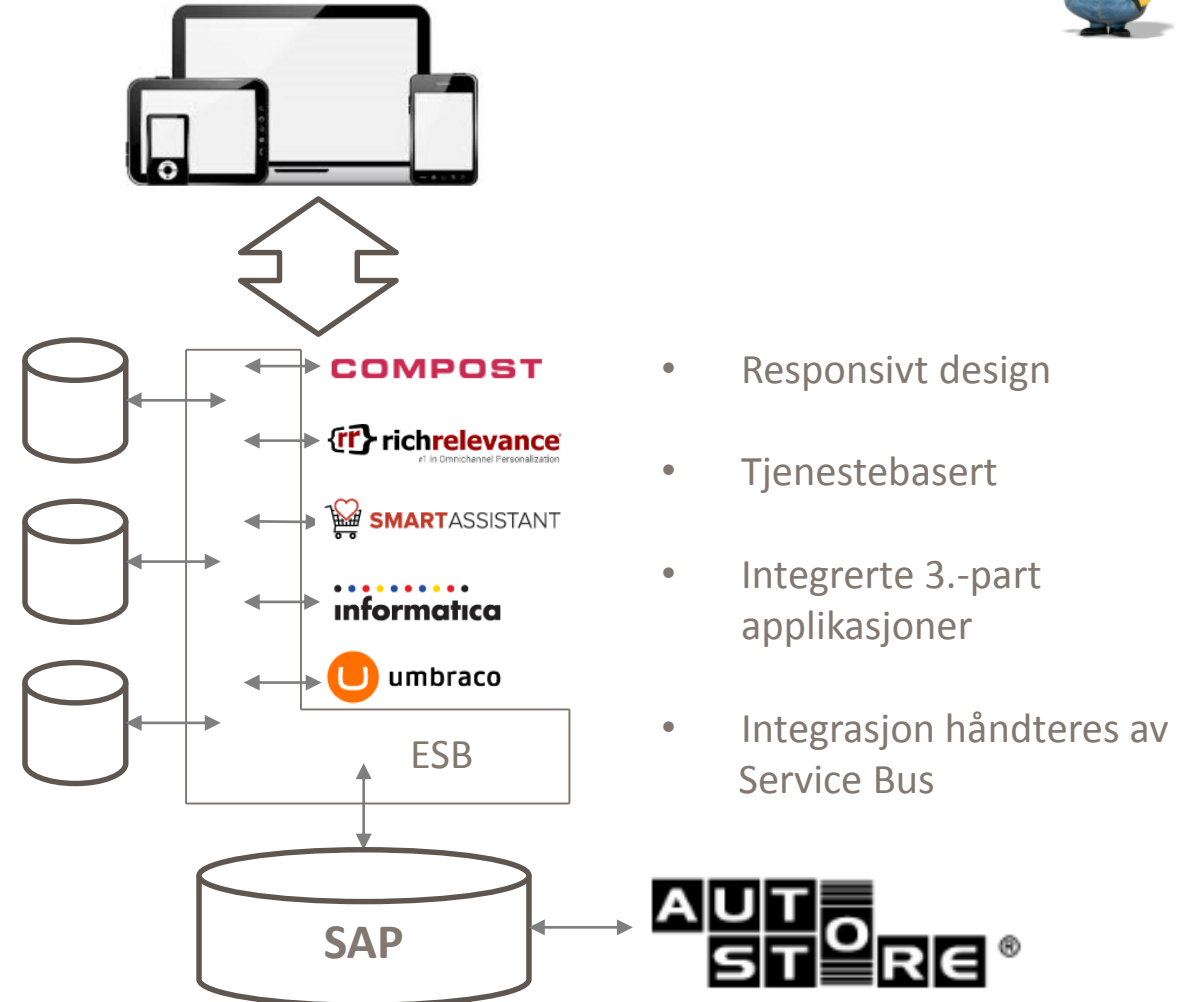 COMPOST
{rr} richrelevance
#1 in Omnichannel Personalization
SMARTASSISTANT
informatica
umbraco
ESB
SAP
• Responsivt design
• Tjenestebasert
• Integrerte 3.-part
applikasjoner
• Integrasjon håndteres av
Service Bus
AUTOSTORE®